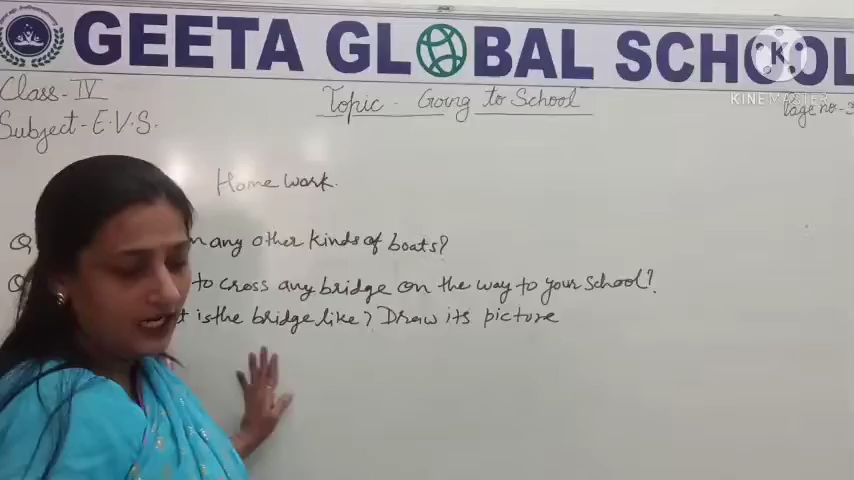 GEETA GLOBAL SCHOOL
Class - IV
Topic - Going to School
Page no -
Subject - E.V.S.
KINEMASTER
Home work.
Q any other kinds of boats?
Q to cross any bridge on the way to your school?
is the bridge like? Draw its picture